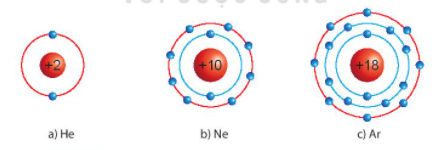 +2
+10
+18
a) He
b) Ne
c) Ar